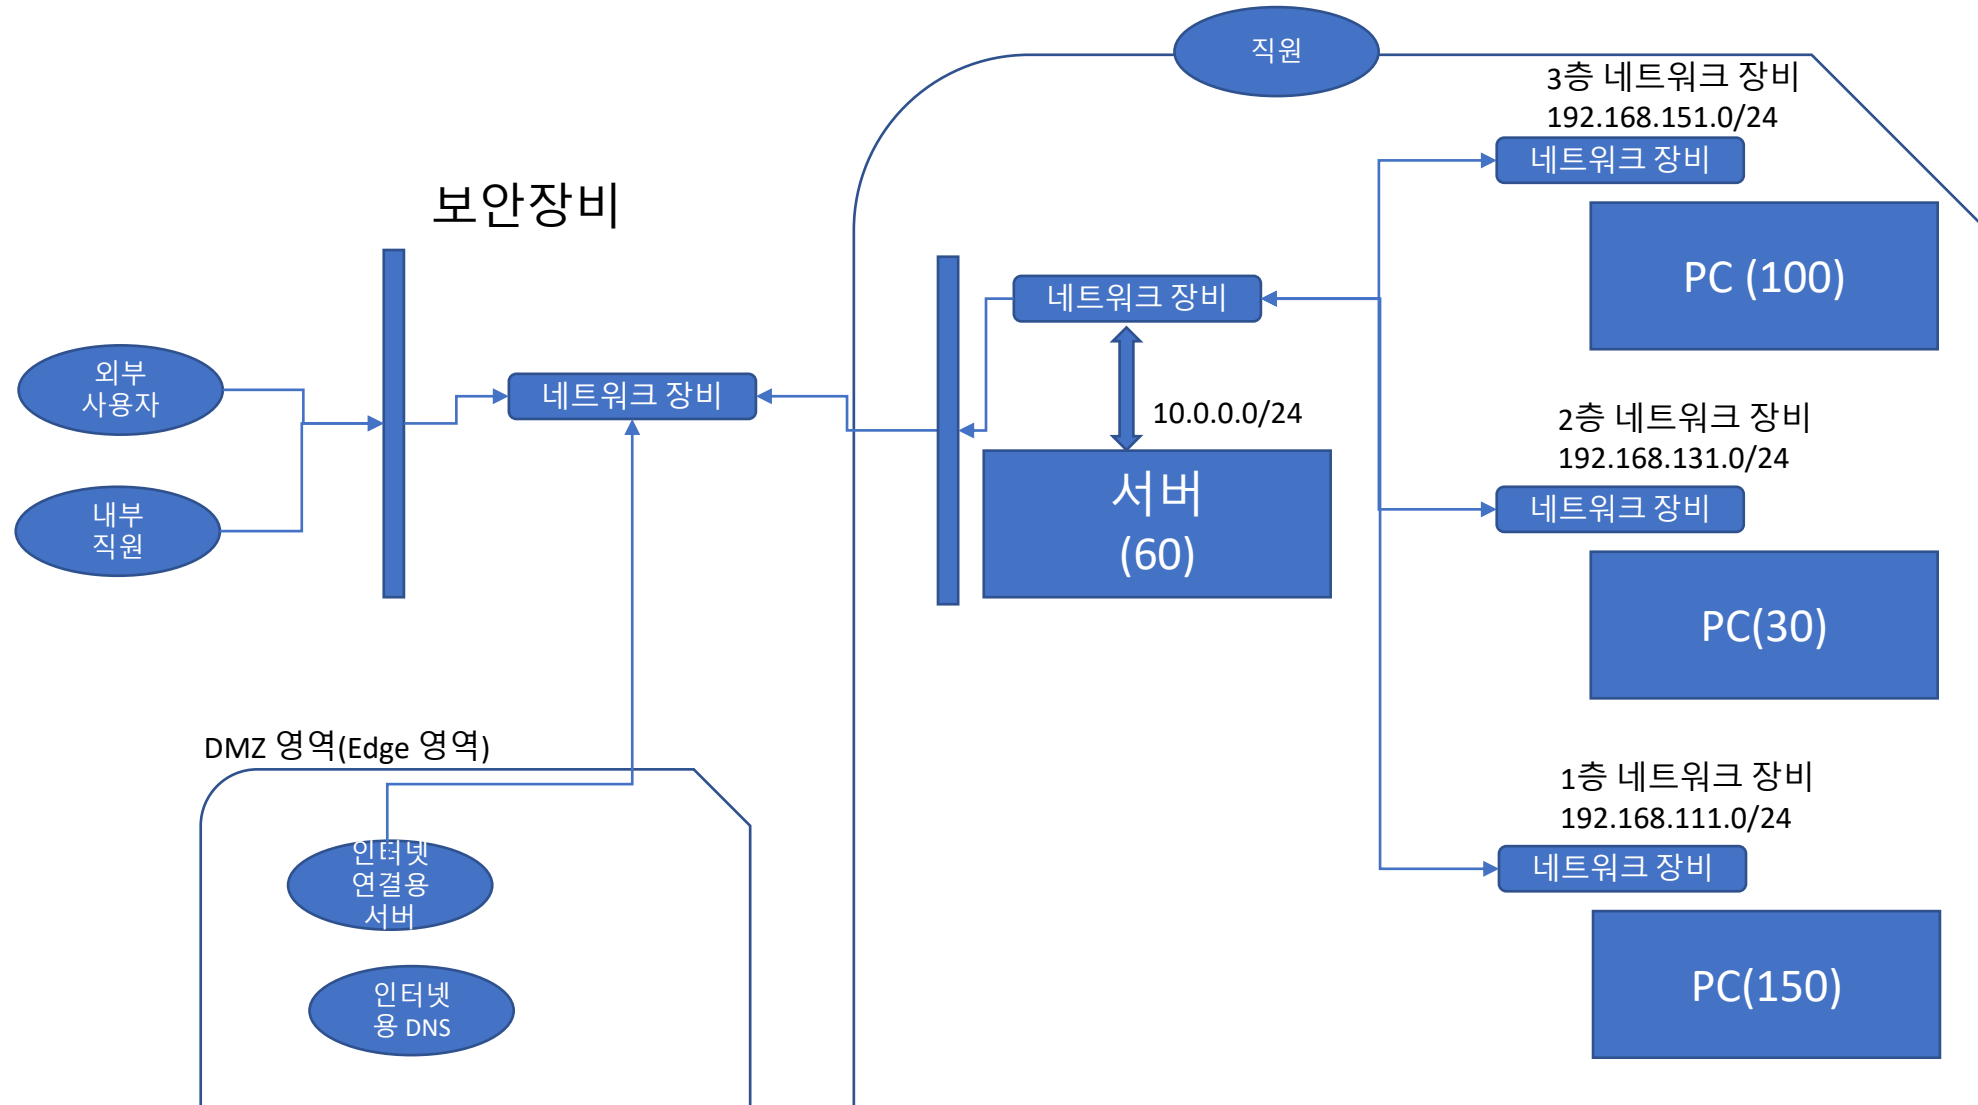 직원
3층 네트워크 장비
192.168.151.0/24
네트워크 장비
PC (100)
보안장비
네트워크 장비
외부
사용자
네트워크 장비
10.0.0.0/24
서버
(60)
2층 네트워크 장비
192.168.131.0/24
네트워크 장비
내부
직원
PC(30)
DMZ 영역(Edge 영역)
1층 네트워크 장비
192.168.111.0/24
네트워크 장비
인터넷
연결용
서버
PC(150)
인터넷
용 DNS